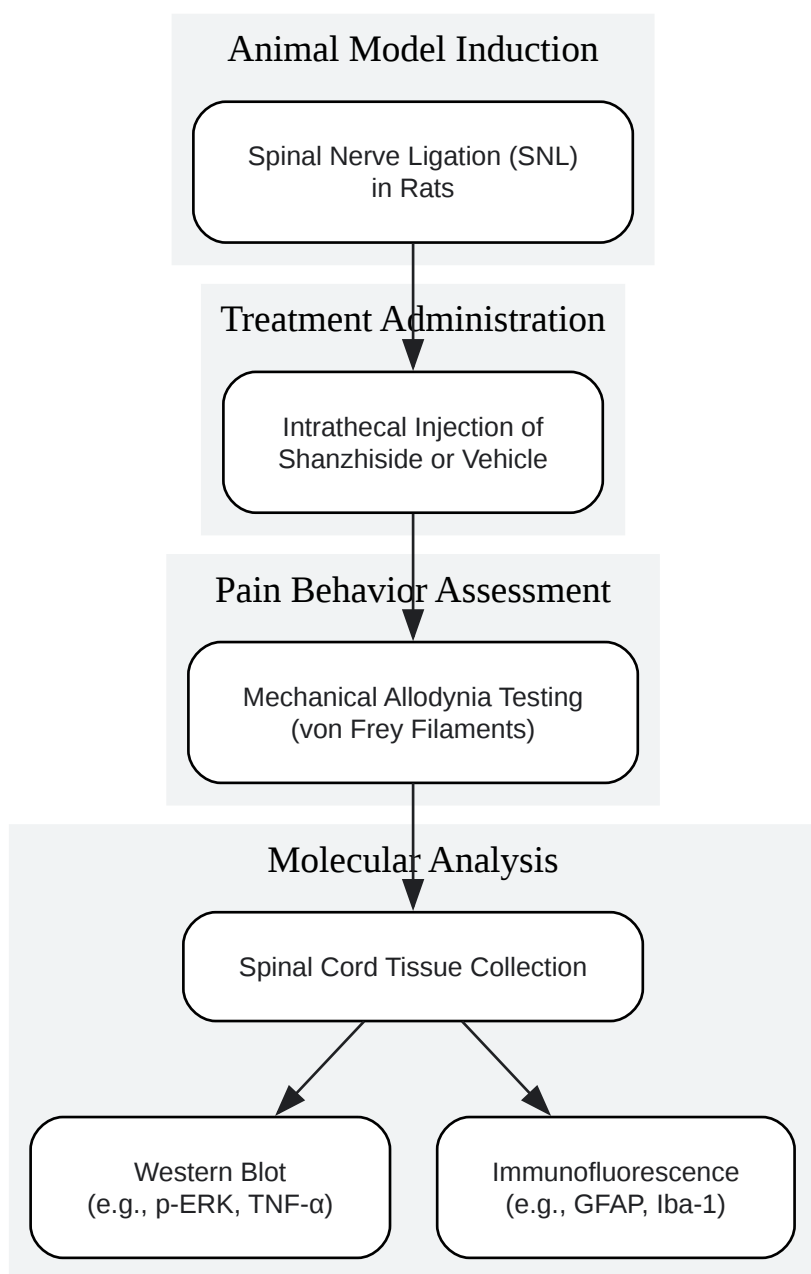 Animal Model Induction
Spinal Nerve Ligation (SNL)
in Rats
Treatment Administration
Intrathecal Injection of
Shanzhiside or Vehicle
Pain Behavior Assessment
Mechanical Allodynia Testing
(von Frey Filaments)
Molecular Analysis
Spinal Cord Tissue Collection
Western Blot
(e.g., p-ERK, TNF-α)
Immunofluorescence
(e.g., GFAP, Iba-1)